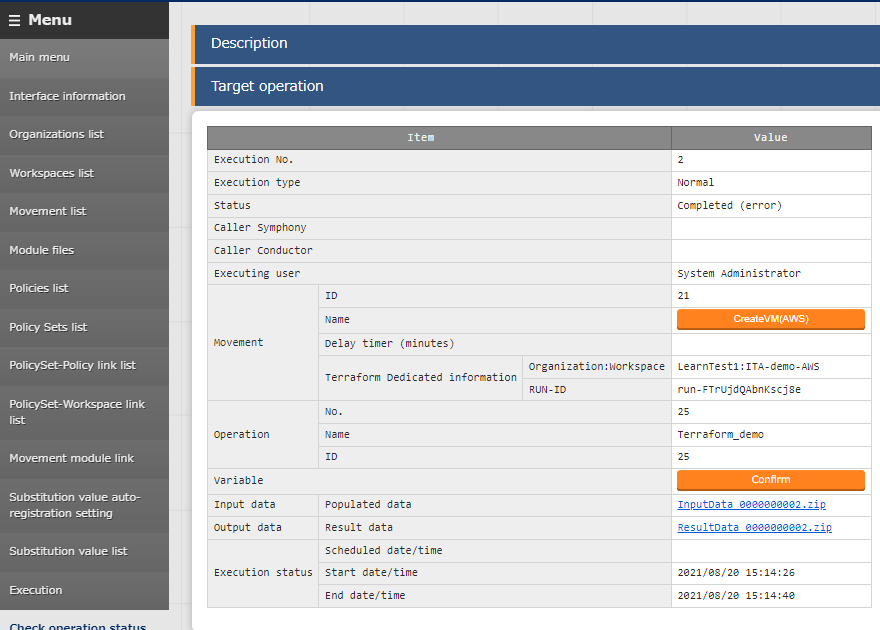 ☰ Menu
Main menu
Interface information
Organizations list
Workspaces list
Movement list
Module files
Policies list
Policy Sets list
PolicySet-Policy link list
PolicySet-Workspace link
list
Movement module link
Substitution value auto-
registration setting
Substitution value list
Execution
Check operation status
Description
Target operation
Item Value
Execution No. 2
Execution type Normal
Status Completed (error)
Caller Symphony
Caller Conductor
Executing user System Administrator
Movement
ID 21
Name CreateVM(AWS)
Delay timer (minutes)
Terraform Dedicated information
Organization:Workspace LearnTest1:ITA-demo-AWS
RUN-ID run-FTrUjdQAbnKscj8e
Operation
No. 25
Name Terraform_demo
ID 25
Variable Confirm
Input data Populated data InputData_0000000002.zip
Output data Result data ResultData_0000000002.zip
Execution status
Scheduled date/time
Start date/time 2021/08/20 15:14:26
End date/time 2021/08/20 15:14:40